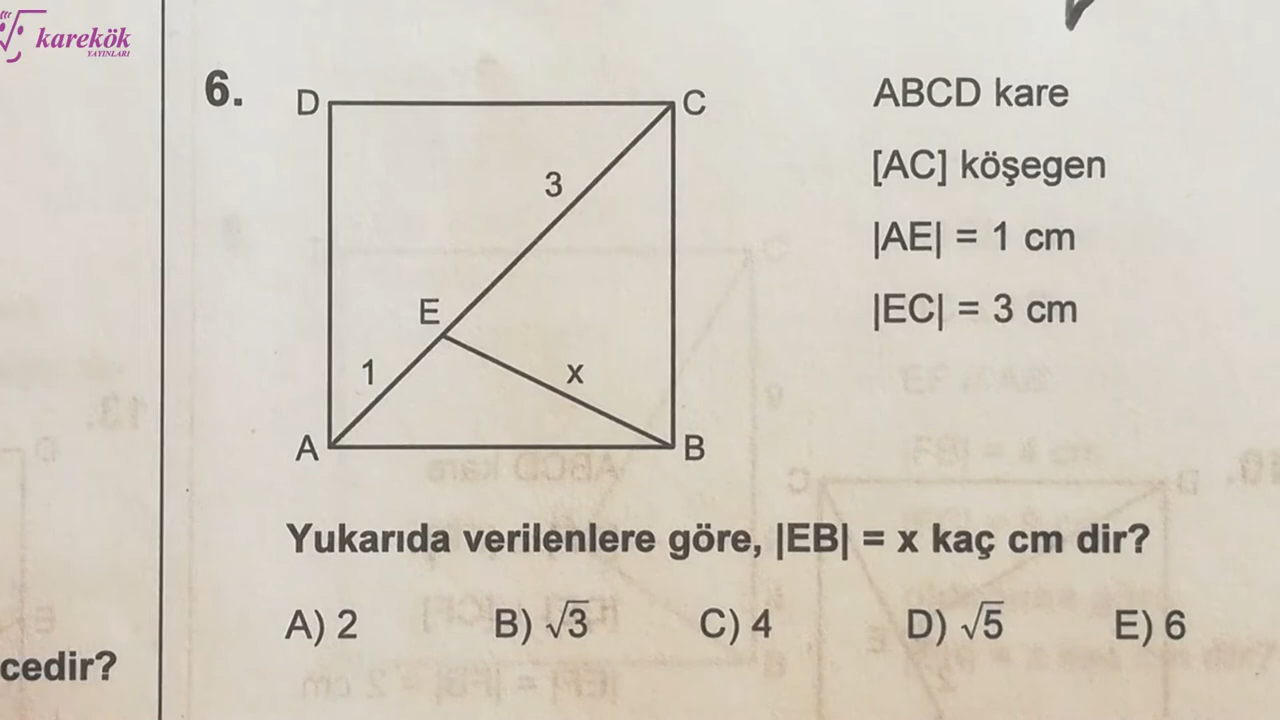 karekök
YAYINLARI
6.
D
C
ABCD kare
3
[AC] köşegen
|AE| = 1 cm
E
|EC| = 3 cm
1
x
A
B
Yukarıda verilenlere göre, |EB| = x kaç cm dir?
A) 2 B) √3 C) 4 D) √5 E) 6
cedir?